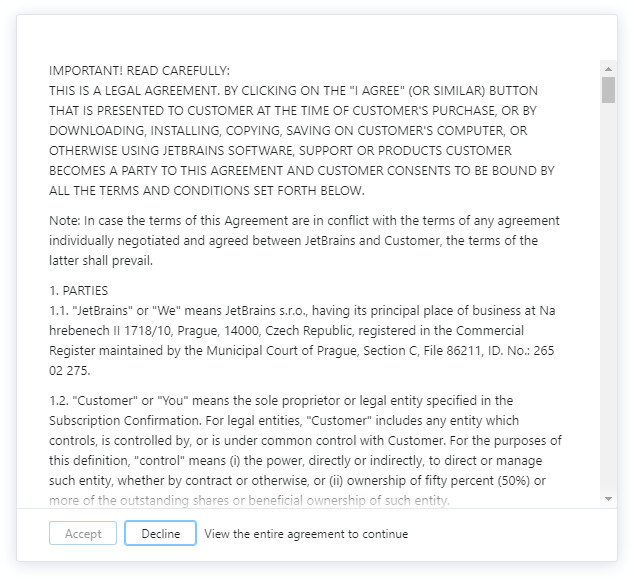 IMPORTANT! READ CAREFULLY:
THIS IS A LEGAL AGREEMENT. BY CLICKING ON THE "I AGREE" (OR SIMILAR) BUTTON
THAT IS PRESENTED TO CUSTOMER AT THE TIME OF CUSTOMER'S PURCHASE, OR BY
DOWNLOADING, INSTALLING, COPYING, SAVING ON CUSTOMER'S COMPUTER, OR
OTHERWISE USING JETBRAINS SOFTWARE, SUPPORT OR PRODUCTS CUSTOMER
BECOMES A PARTY TO THIS AGREEMENT AND CUSTOMER CONSENTS TO BE BOUND BY
ALL THE TERMS AND CONDITIONS SET FORTH BELOW.
Note: In case the terms of this Agreement are in conflict with the terms of any agreement
individually negotiated and agreed between JetBrains and Customer, the terms of the
latter shall prevail.
1. PARTIES
1.1. "JetBrains" or "We" means JetBrains s.r.o., having its principal place of business at Na
hrebenech II 1718/10, Prague, 14000, Czech Republic, registered in the Commercial
Register maintained by the Municipal Court of Prague, Section C, File 86211, ID. No.: 265
02 275.
1.2. "Customer" or "You" means the sole proprietor or legal entity specified in the
Subscription Confirmation. For legal entities, "Customer" includes any entity which
controls, is controlled by, or is under common control with Customer. For the purposes of
this definition, "control" means (i) the power, directly or indirectly, to direct or manage
such entity, whether by contract or otherwise, or (ii) ownership of fifty percent (50%) or
more of the outstanding shares or beneficial ownership of such entity.
Accept Decline View the entire agreement to continue